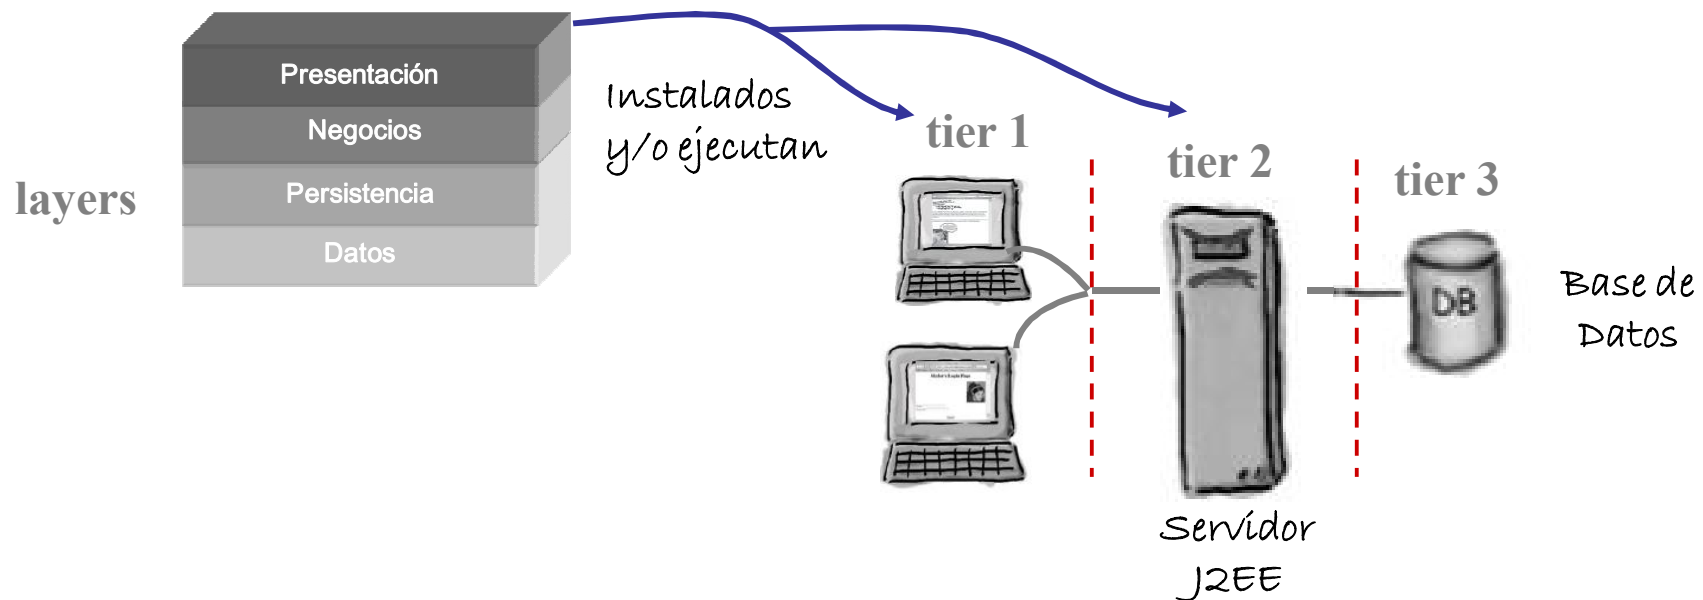 Presentación
Negocios
Persistencia
Datos
layers
Instalados
y/o ejecutan
tier 1
tier 2
tier 3
DB
Base de
Datos
Servidor
J2EE